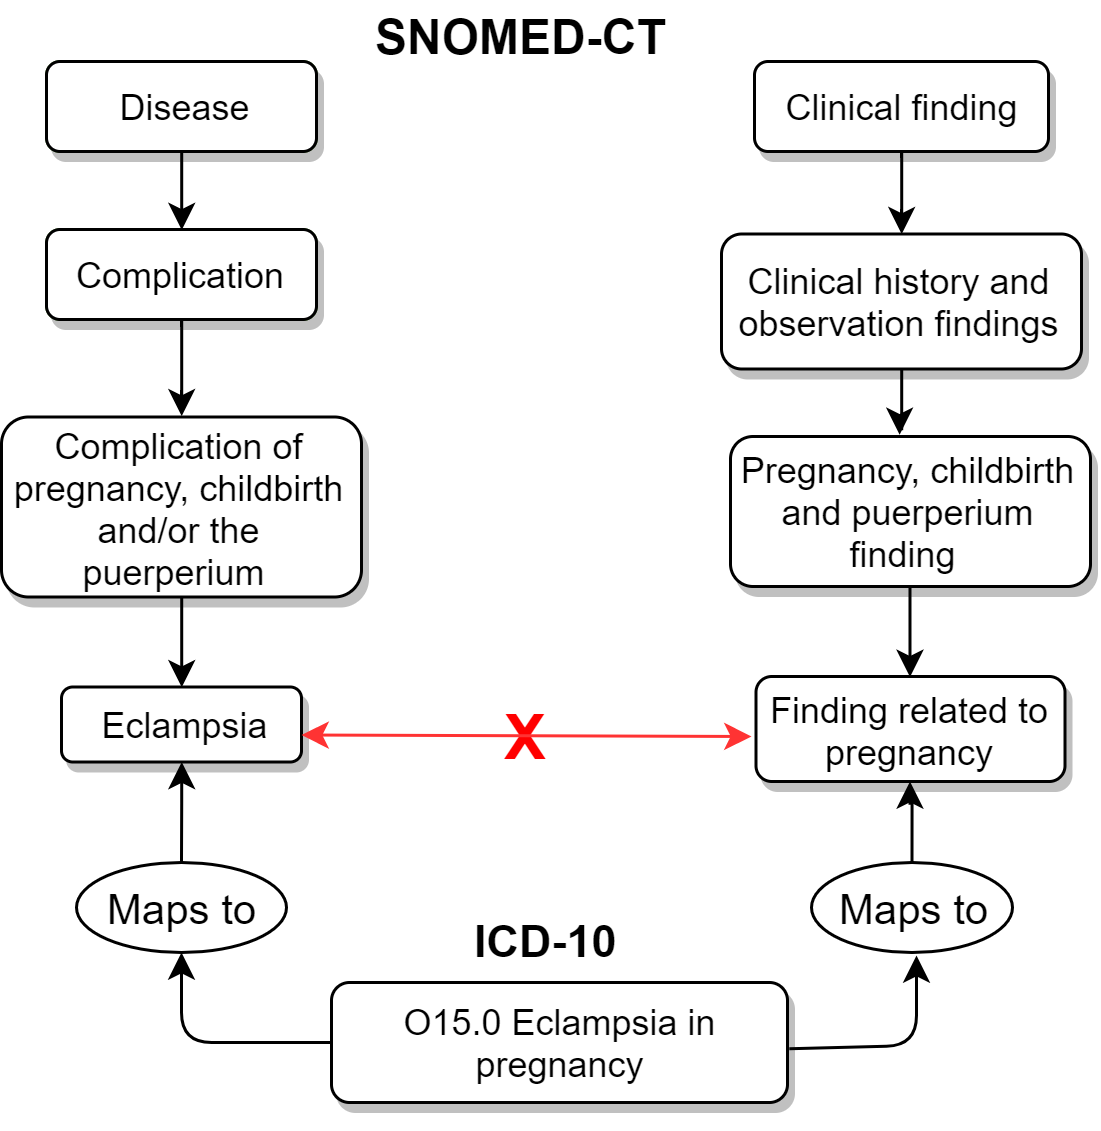 SNOMED-CT
Disease
Clinical finding
Complication
Clinical history and
observation findings
Complication of
pregnancy, childbirth
and/or the
puerperium
Pregnancy, childbirth
and puerperium
finding
Eclampsia
X
Finding related to
pregnancy
Maps to
Maps to
ICD-10
O15.0 Eclampsia in
pregnancy